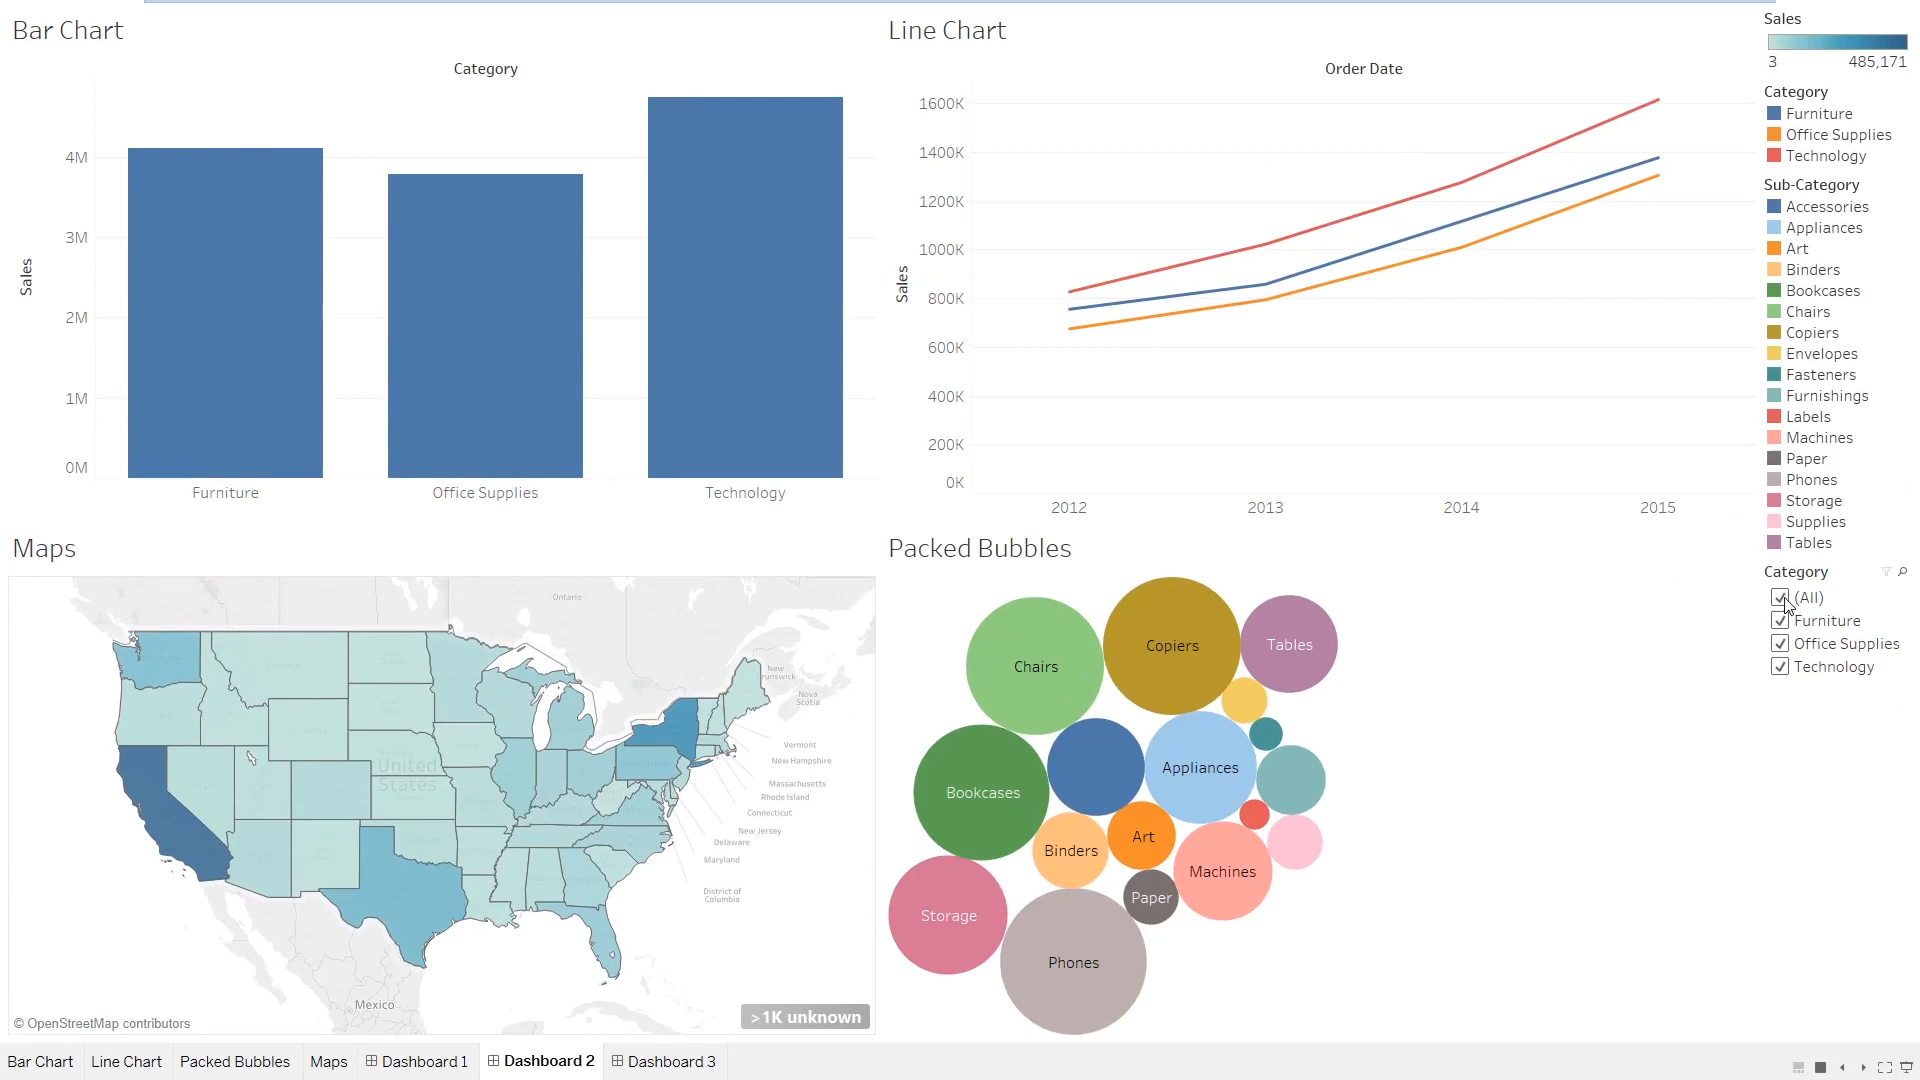 Bar Chart
Category
4M
3M
2M
1M
0M
Sales
Furniture
Office Supplies
Technology
Line Chart
Order Date
1600K
1400K
1200K
1000K
800K
600K
400K
200K
0K
Sales
2012
2013
2014
2015
Sales
3
485,171
Category
Furniture
Office Supplies
Technology
Sub-Category
Accessories
Appliances
Art
Binders
Bookcases
Chairs
Copiers
Envelopes
Fasteners
Furnishings
Labels
Machines
Paper
Phones
Storage
Supplies
Tables
Category
(All)
Furniture
Office Supplies
Technology
Maps
Ontario
New
runswick
Nova
Scotia
United
States
Vermont
New Hampshire
Massachusetts
Rhode Island
Connecticut
New Jersey
Delaware
Maryland
District of
Columbia
Mexico
© OpenStreetMap contributors
>1K unknown
Packed Bubbles
Chairs
Copiers
Tables
Bookcases
Appliances
Binders
Art
Machines
Storage
Paper
Phones
Bar Chart
Line Chart
Packed Bubbles
Maps
Dashboard 1
Dashboard 2
Dashboard 3